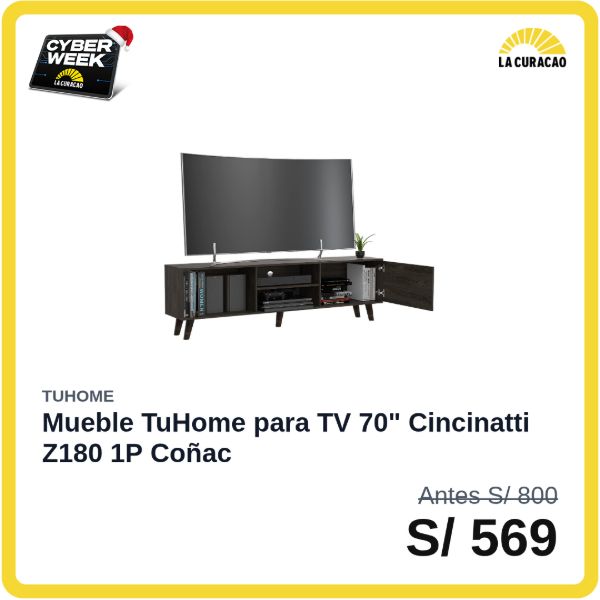 CYBER
WEEK
LA CURACAO
LA CURACAO
TUHOME
Mueble TuHome para TV 70" Cincinatti
Z180 1P Coñac
Antes S/ 800
S/ 569